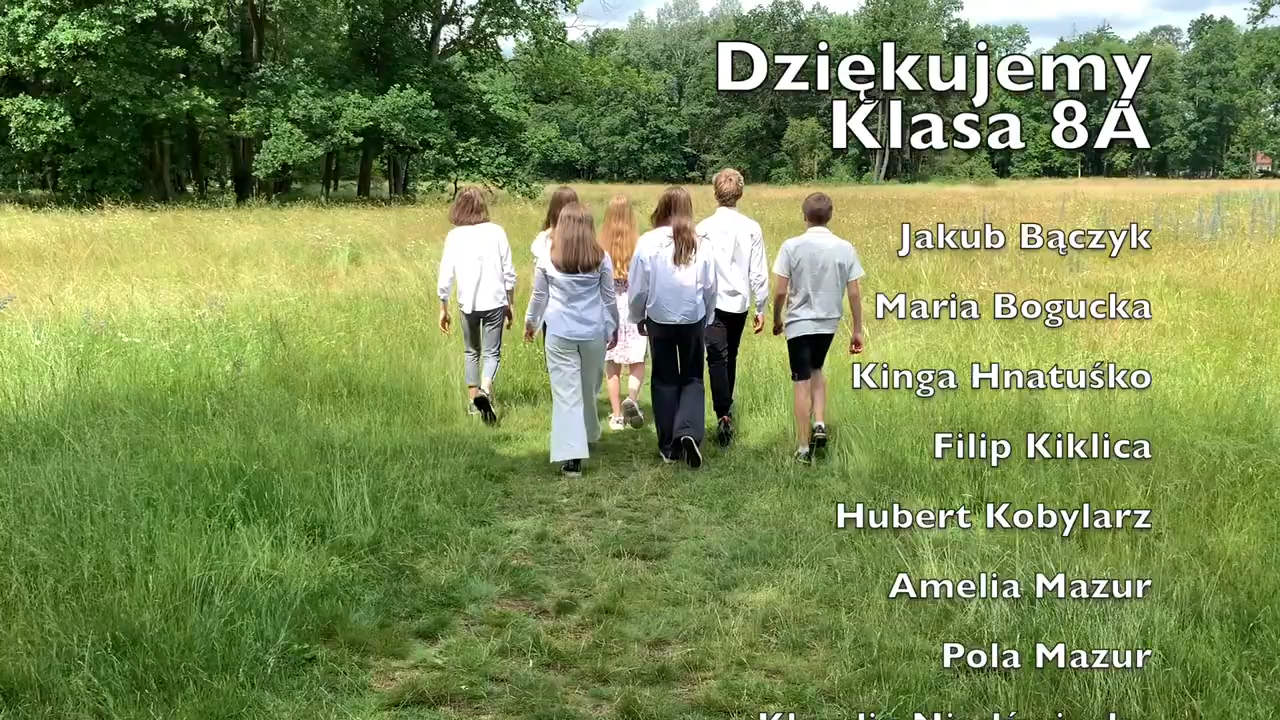 Dziękujemy
Klasa 8A
Jakub Bączyk
Maria Bogucka
Kinga Hnatuśko
Filip Kiklica
Hubert Kobylarz
Amelia Mazur
Pola Mazur